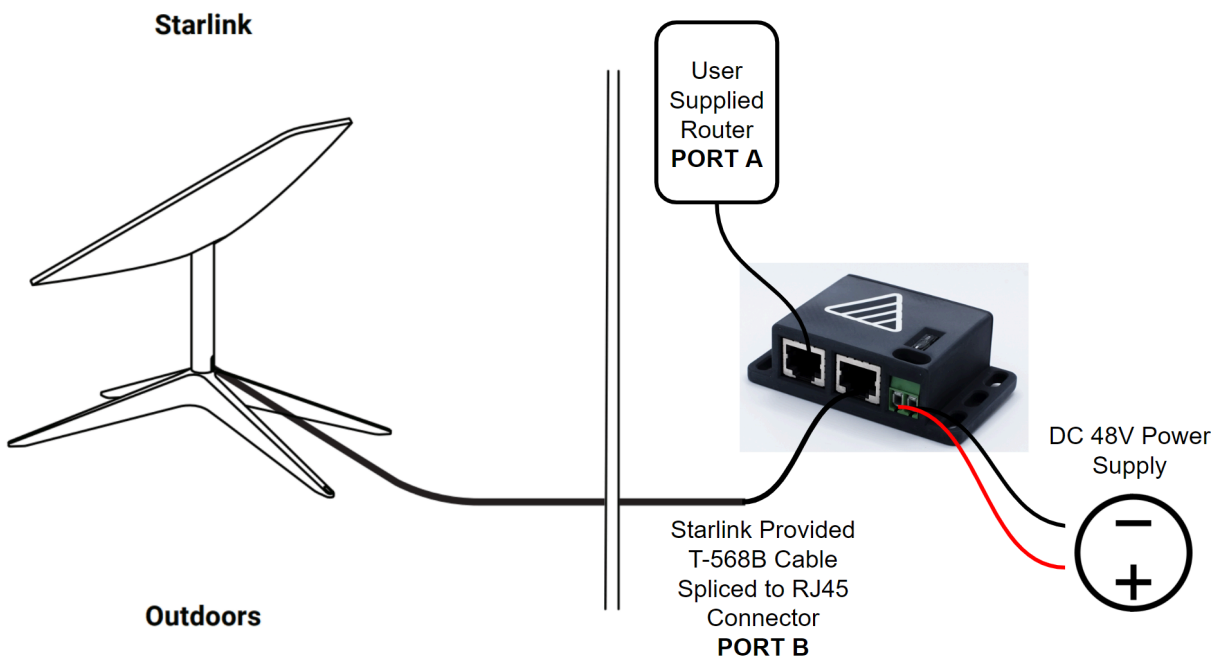 Starlink
User
Supplied
Router
PORT A
DC 48V Power
Supply
−
+
Starlink Provided
T-568B Cable
Spliced to RJ45
Connector
PORT B
Outdoors